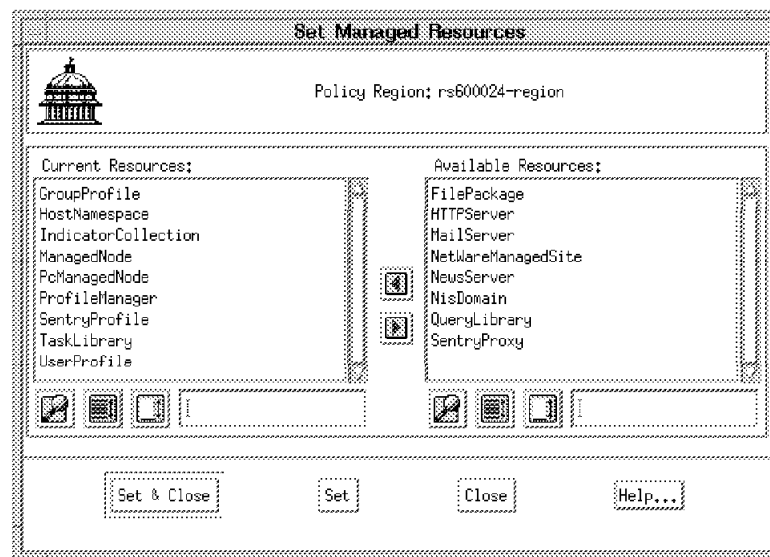 Set Managed Resources
Policy Region: rs600024-region
Current Resources:
GroupProfile
HostNamespace
IndicatorCollection
ManagedNode
PcManagedNode
ProfileManager
SentryProfile
TaskLibrary
UserProfile
Available Resources:
FilePackage
HTTPServer
MailServer
NetWareManagedSite
NewsServer
NisDomain
QueryLibrary
SentryProxy
Set & Close
Set
Close
Help...